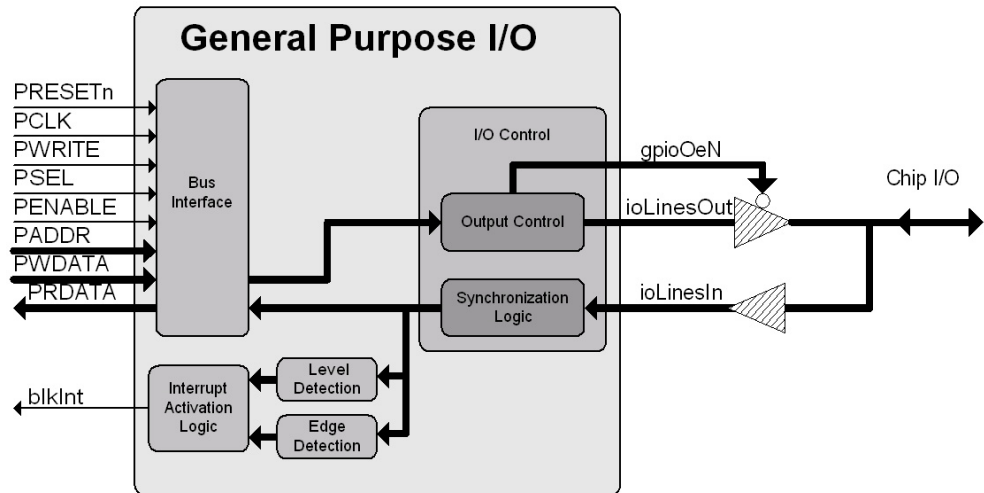 General Purpose I/O
PRESETn
PCLK
PWRITE
PSEL
PENABLE
PADDR
PWDATA
PRDATA
Bus
Interface
I/O Control
gpioOeN
Chip I/O
Output Control
ioLinesOut
Synchronization
Logic
ioLinesIn
blkInt
Interrupt
Activation
Logic
Level
Detection
Edge
Detection